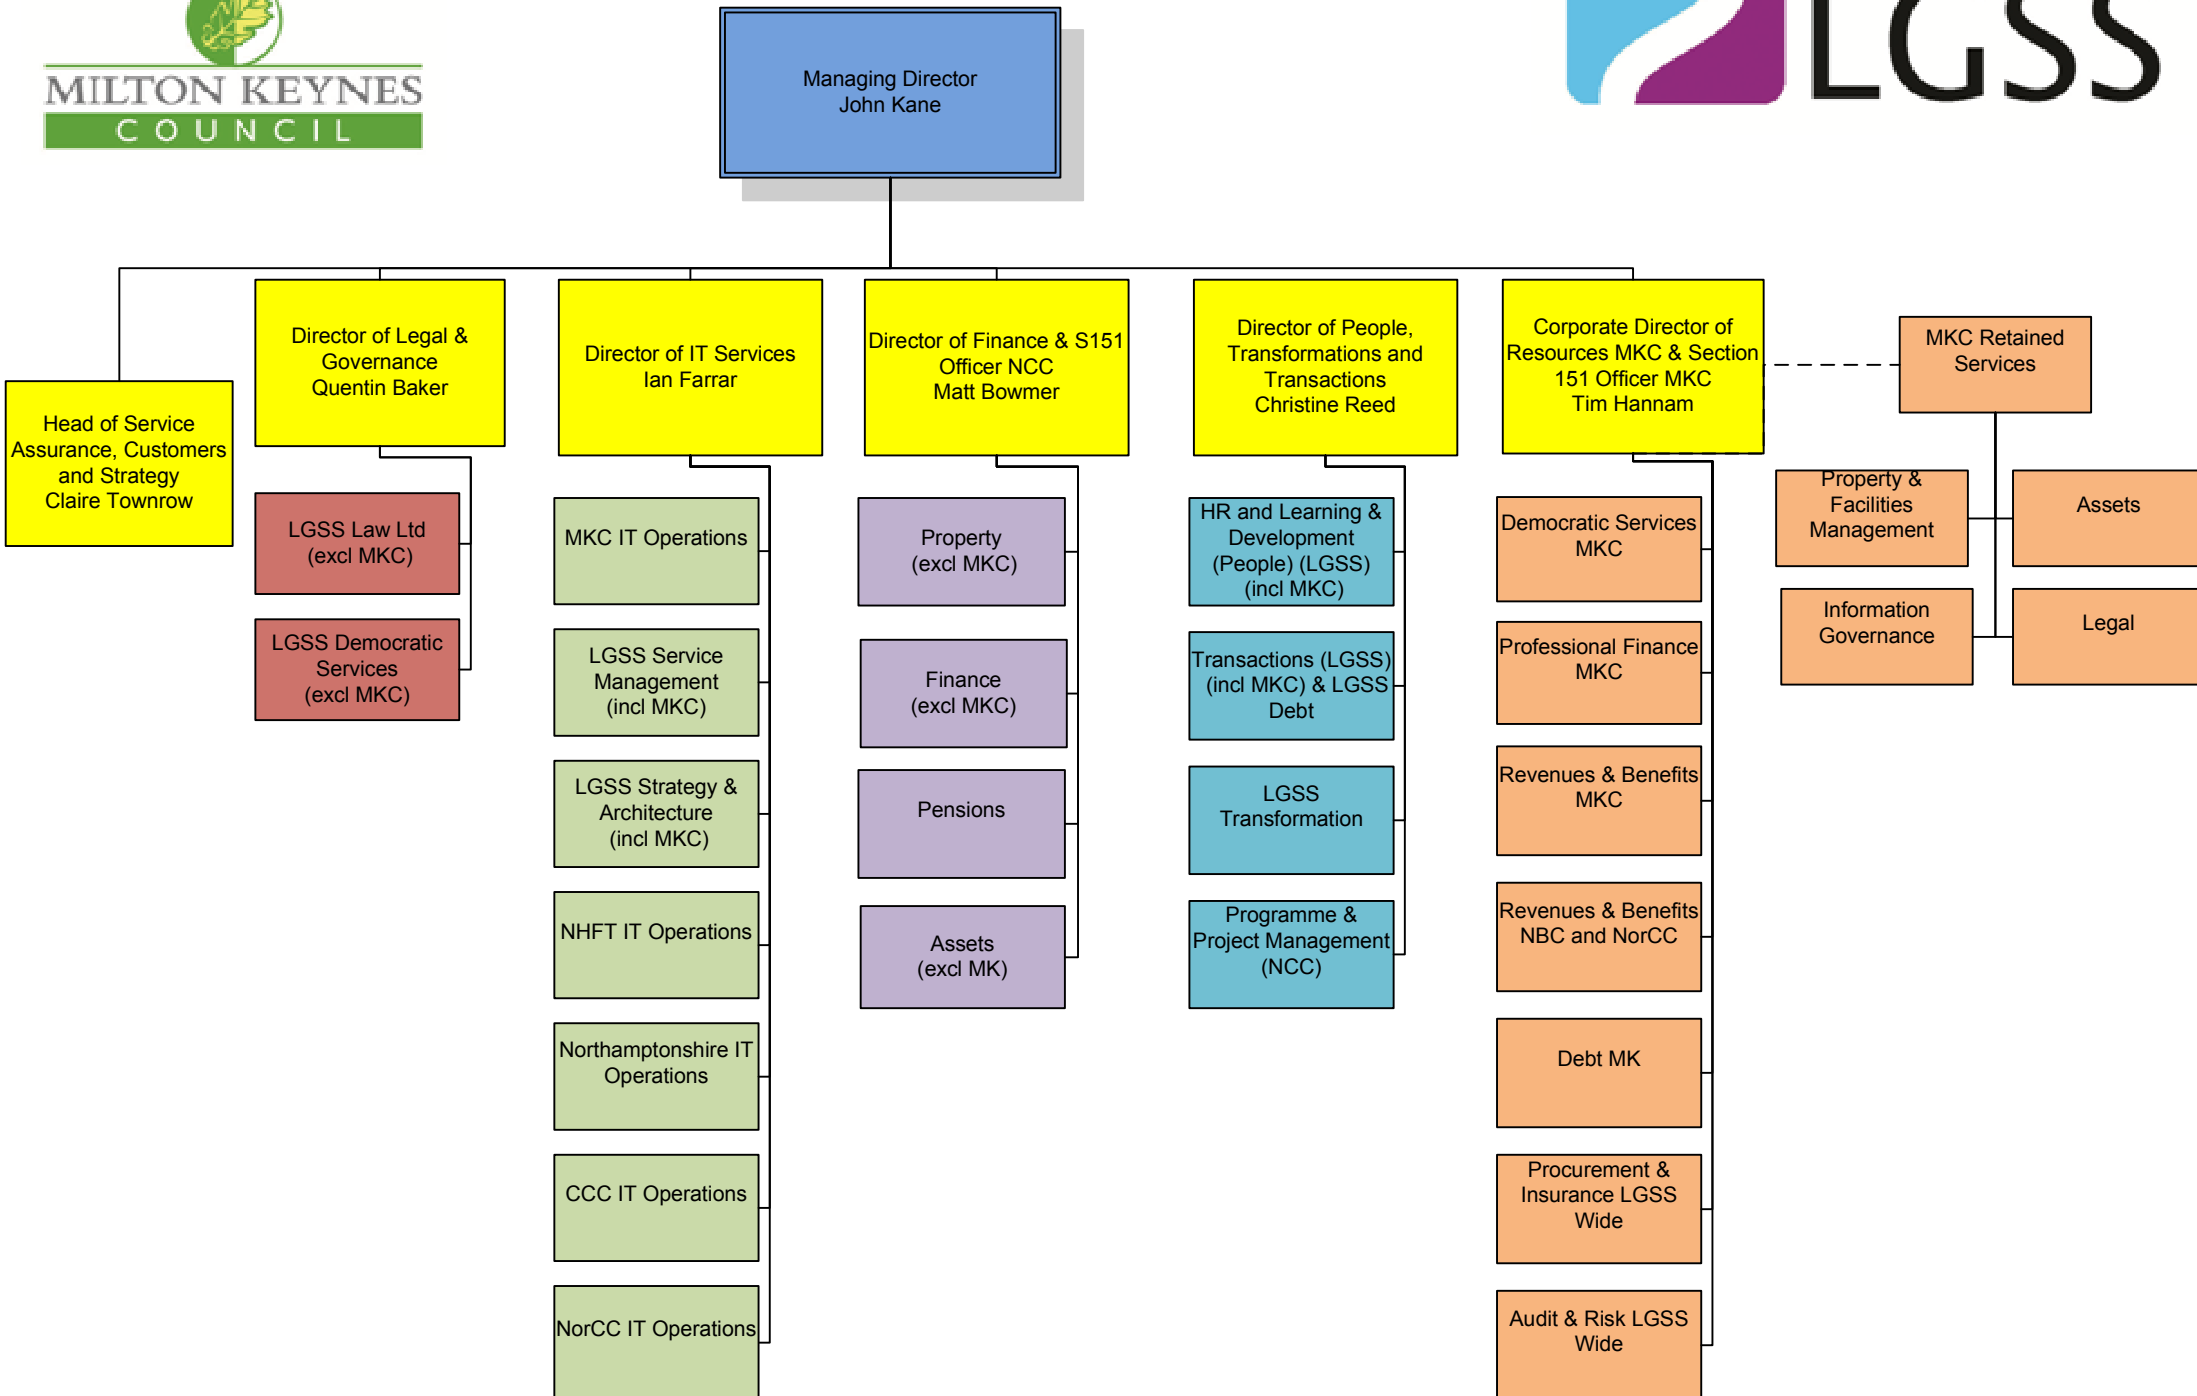 MILTON KEYNES
COUNCIL
LGSS
Managing Director
John Kane
Head of Service
Assurance, Customers
and Strategy
Claire Townrow
Director of Legal &
Governance
Quentin Baker
LGSS Law Ltd
(excl MKC)
LGSS Democratic
Services
(excl MKC)
Director of IT Services
Ian Farrar
MKC IT Operations
LGSS Service
Management
(incl MKC)
LGSS Strategy &
Architecture
(incl MKC)
NHFT IT Operations
Northamptonshire IT
Operations
CCC IT Operations
NorCC IT Operations
Director of Finance & S151
Officer NCC
Matt Bowmer
Property
(excl MKC)
Finance
(excl MKC)
Pensions
Assets
(excl MK)
Director of People,
Transformations and
Transactions
Christine Reed
HR and Learning &
Development
(People) (LGSS)
(incl MKC)
Transactions (LGSS)
(incl MKC) & LGSS
Debt
LGSS
Transformation
Programme &
Project Management
(NCC)
Corporate Director of
Resources MKC & Section
151 Officer MKC
Tim Hannam
Democratic Services
MKC
Professional Finance
MKC
Revenues & Benefits
MKC
Revenues & Benefits
NBC and NorCC
Debt MK
Procurement &
Insurance LGSS
Wide
Audit & Risk LGSS
Wide
MKC Retained
Services
Property &
Facilities
Management
Assets
Information
Governance
Legal